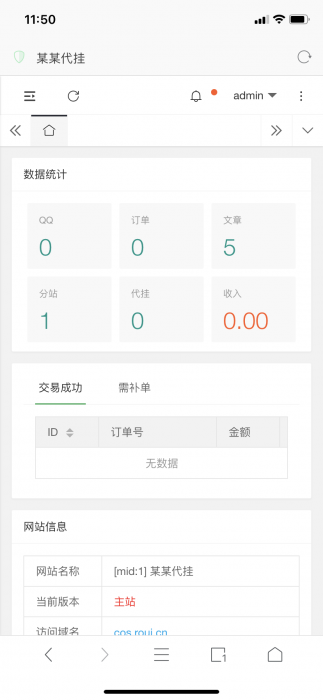 11:50
某某代挂
admin
数据统计
QQ 订单 文章
0 0 5
分站 代挂 收入
1 0 0.00
交易成功 需补单
ID 订单号 金额
无数据
网站信息
网站名称 [mid:1] 某某代挂
当前版本 主站
访问域名 cos.roui.cn
1